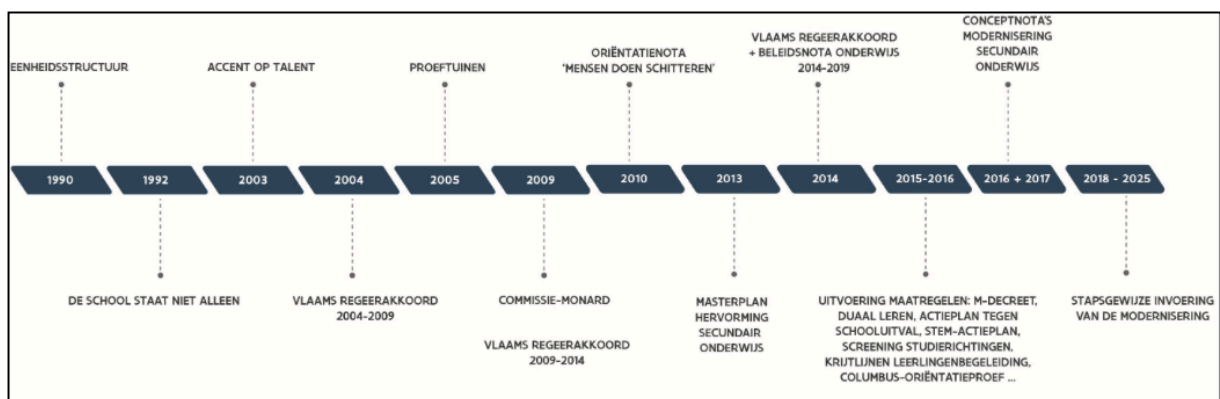 EENHEIDSSTRUCTUUR
ACCENT OP TALENT
PROEFTUINEN
ORIËNTATIENOTA
'MENSEN DOEN SCHITTEREN'
VLAAMS REGEERAKKOORD
+ BELEIDSNOTA ONDERWIJS
2014-2019
CONCEPTNOTA'S
MODERNISERING
SECUNDAIR
ONDERWIJS
1990
1992
2003
2004
2005
2009
2010
2013
2014
2015-2016
2016 + 2017
2018 - 2025
DE SCHOOL STAAT NIET ALLEEN
VLAAMS REGEERAKKOORD
2004-2009
COMMISSIE-MONARD
VLAAMS REGEERAKKOORD
2009-2014
MASTERPLAN
HERVORMING
SECUNDAIR
ONDERWIJS
UITVOERING MAATREGELEN: M-DECREET,
DUAAL LEREN, ACTIEPLAN TEGEN
SCHOOLUITVAL, STEM-ACTIEPLAN,
SCREENING STUDIERICHTINGEN,
KRIJTLIJNEN LEERLINGENBEGELEIDING,
COLUMBUS-ORIËNTATIEPROEF ...
STAPSGEWIJZE INVOERING
VAN DE MODERNISERING